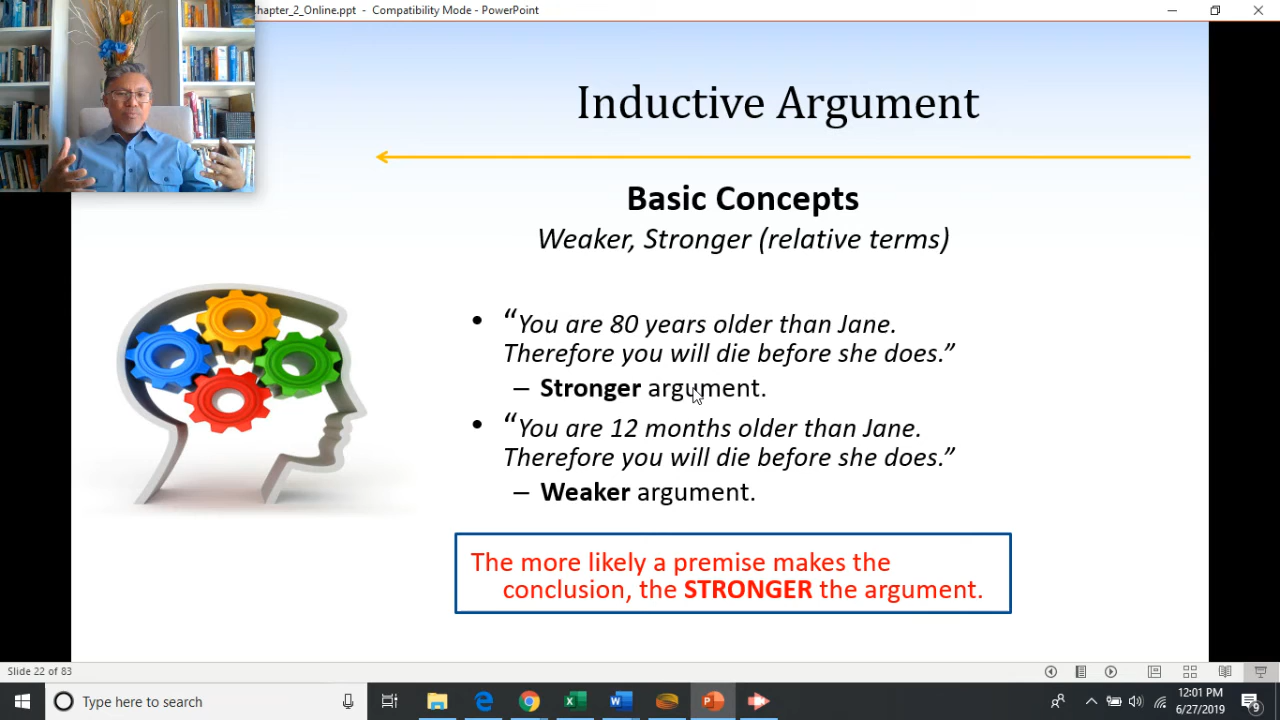 Chapter_2_Online.ppt - Compatibility Mode - PowerPoint
Inductive Argument
Basic Concepts
Weaker, Stronger (relative terms)
• “You are 80 years older than Jane.
Therefore you will die before she does.”
– Stronger argument.
• “You are 12 months older than Jane.
Therefore you will die before she does.”
– Weaker argument.
The more likely a premise makes the
conclusion, the STRONGER the argument.
Slide 22 of 83
Type here to search
12:01 PM
6/27/2019
9